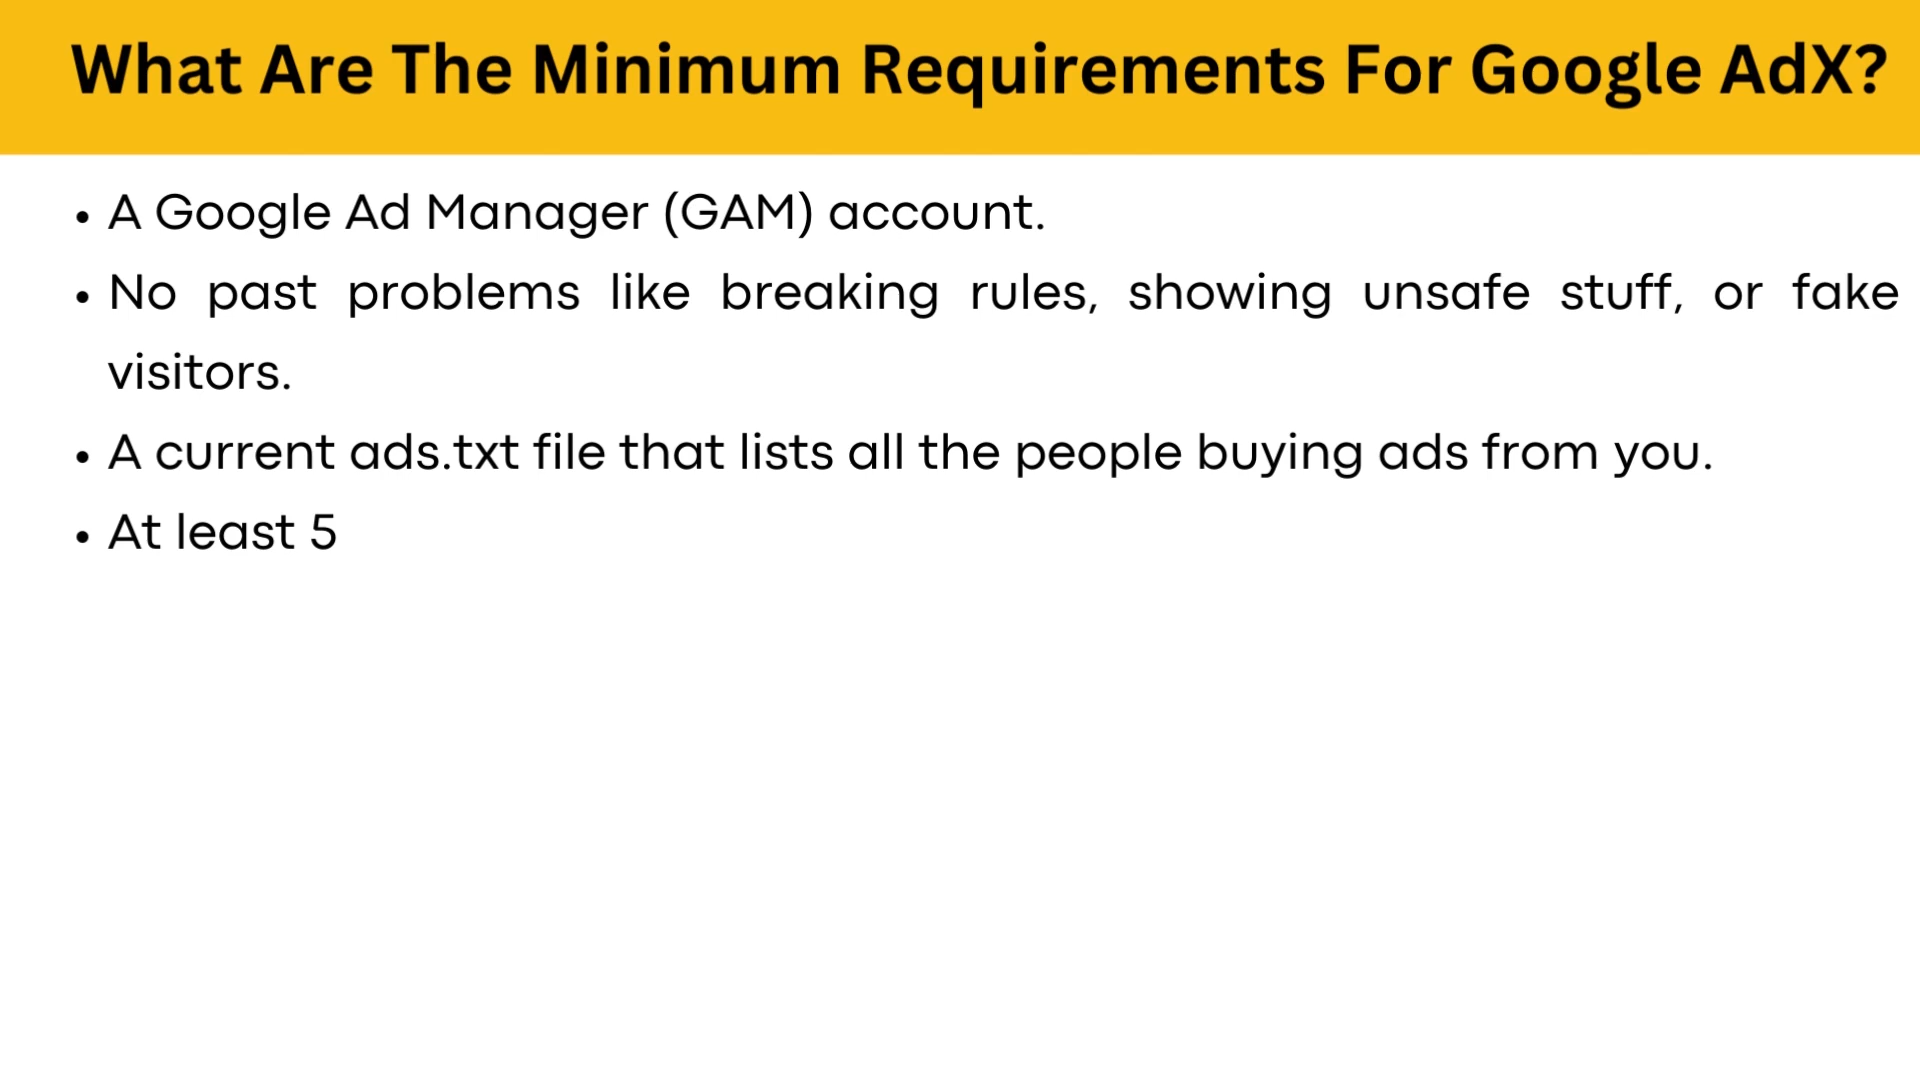 What Are The Minimum Requirements For Google AdX?
• A Google Ad Manager (GAM) account.
• No past problems like breaking rules, showing unsafe stuff, or fake
visitors.
• A current ads.txt file that lists all the people buying ads from you.
• At least 5